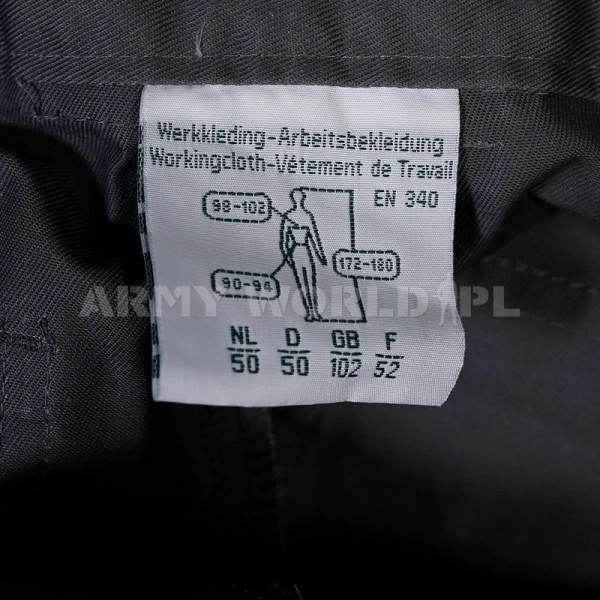 Werkkleding-Arbeitsbekleidung
Workingcloth-Vétement de Travail
EN 340
98-102
172-180
90-94
ARMY WORLD PL
NL D GB F
50 50 102 52